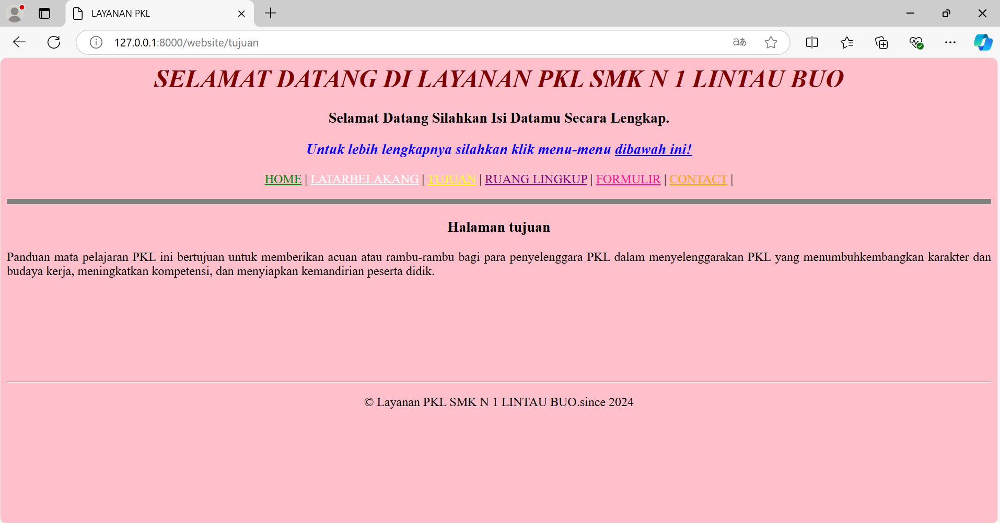 LAYANAN PKL
127.0.0.1:8000/website/tujuan
aあ
SELAMAT DATANG DI LAYANAN PKL SMK N 1 LINTAU BUO
Selamat Datang Silahkan Isi Datamu Secara Lengkap.
Untuk lebih lengkapnya silahkan klik menu-menu dibawah ini!
HOME | LATARBELAKANG | TUJUAN | RUANG LINGKUP | FORMULIR | CONTACT |
Halaman tujuan
Panduan mata pelajaran PKL ini bertujuan untuk memberikan acuan atau rambu-rambu bagi para penyelenggara PKL dalam menyelenggarakan PKL yang menumbuhkembangkan karakter dan
budaya kerja, meningkatkan kompetensi, dan menyiapkan kemandirian peserta didik.
© Layanan PKL SMK N 1 LINTAU BUO.since 2024